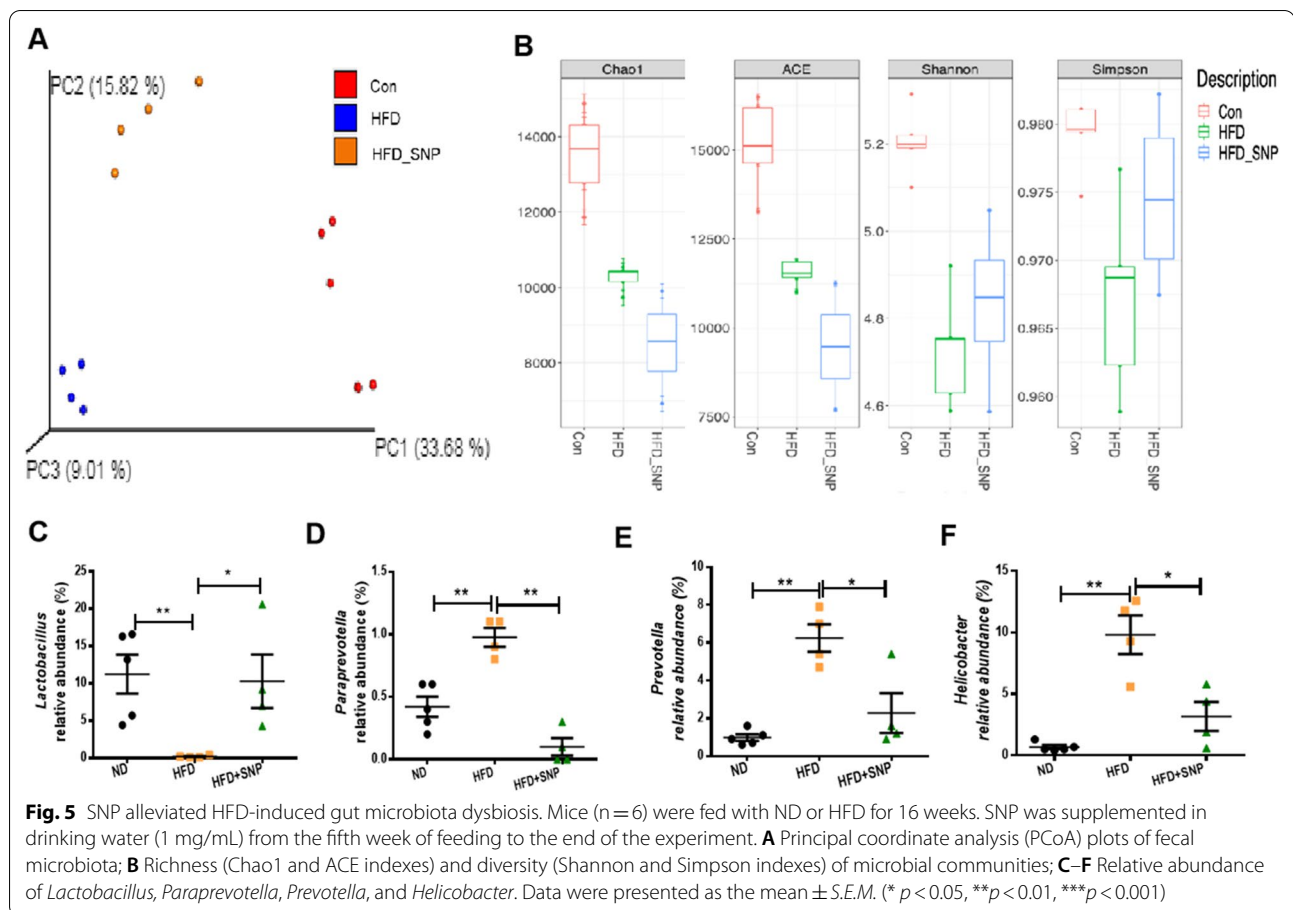 A
PC2 (15.82 %)
Con
HFD
HFD_SNP
PC1 (33.68 %)
PC3 (9.01 %)
B
Chao1
ACE
Shannon
Simpson
14000
12000
10000
8000
15000
12500
10000
7500
5.2
5.0
4.8
4.6
0.980
0.975
0.970
0.965
0.960
Con
HFD
HFD_SNP
Con
HFD
HFD_SNP
Con
HFD
HFD_SNP
Con
HFD
HFD_SNP
Description
Con
HFD
HFD_SNP
C
Lactobacillus
relative abundance (%)
25
20
15
10
5
0
**
*
ND
HFD
HFD+SNP
D
Paraprevotella
relative abundance (%)
1.5
1.0
0.5
0.0
**
**
ND
HFD
HFD+SNP
E
Prevotella
relative abundance (%)
10
8
6
4
2
0
**
*
ND
HFD
HFD+SNP
F
Helicobacter
relative abundance (%)
15
10
5
0
**
*
ND
HFD
HFD+SNP
Fig. 5 SNP alleviated HFD-induced gut microbiota dysbiosis. Mice (n = 6) were fed with ND or HFD for 16 weeks. SNP was supplemented in
drinking water (1 mg/mL) from the fifth week of feeding to the end of the experiment. A Principal coordinate analysis (PCoA) plots of fecal
microbiota; B Richness (Chao1 and ACE indexes) and diversity (Shannon and Simpson indexes) of microbial communities; C–F Relative abundance
of Lactobacillus, Paraprevotella, Prevotella, and Helicobacter. Data were presented as the mean ± S.E.M. (* p < 0.05, **p < 0.01, ***p < 0.001)